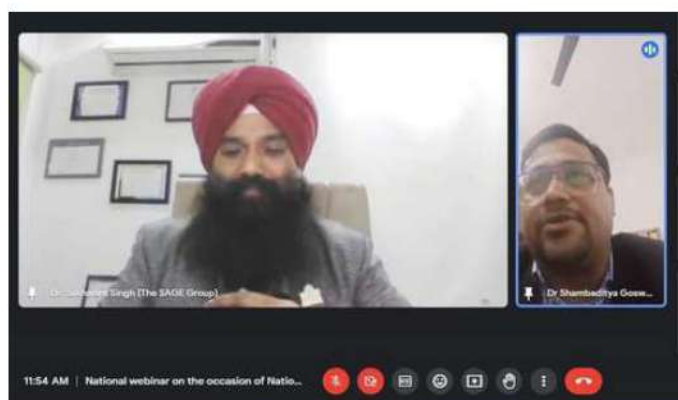 Singh [The SAGE Group]
Dr Shambaditya Gosw...
11:54 AM | National webinar on the occasion of Natio...